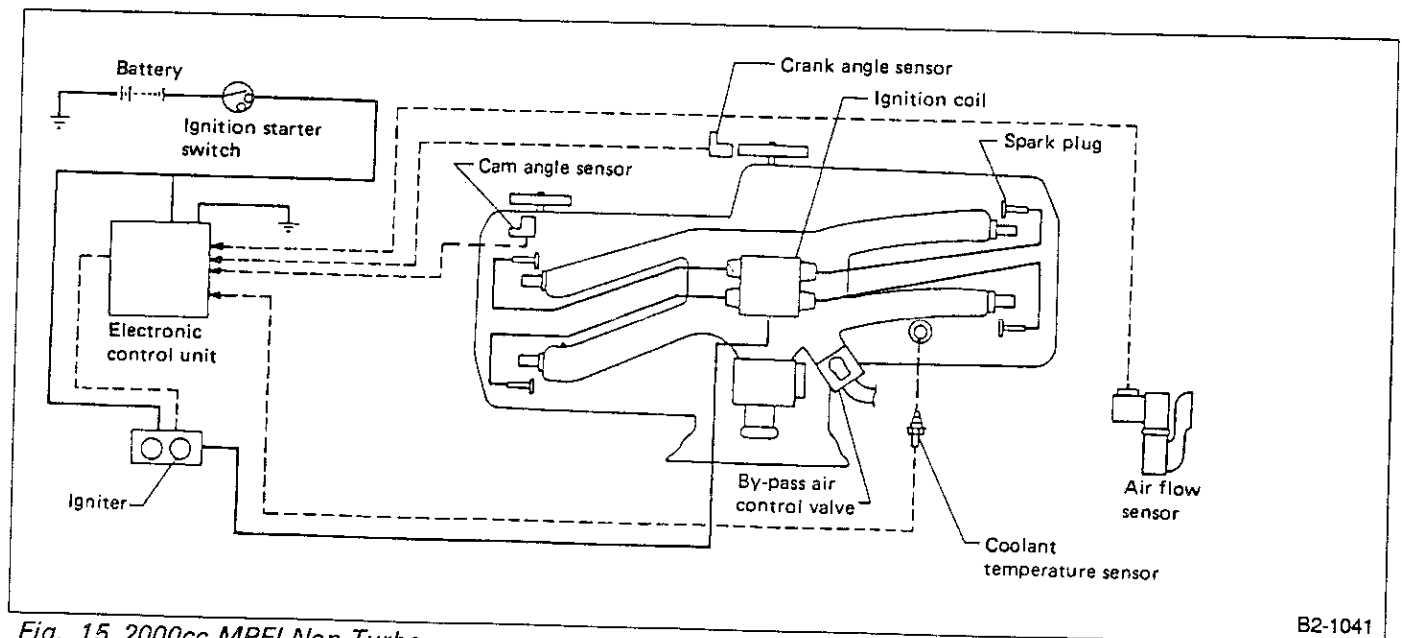 Battery
Ignition starter
switch
Crank angle sensor
Ignition coil
Spark plug
Cam angle sensor
Electronic
control unit
Igniter
By-pass air
control valve
Coolant
temperature sensor
Air flow
sensor
B2-1041
Fig. 15 2000cc MPFI Non Turbo